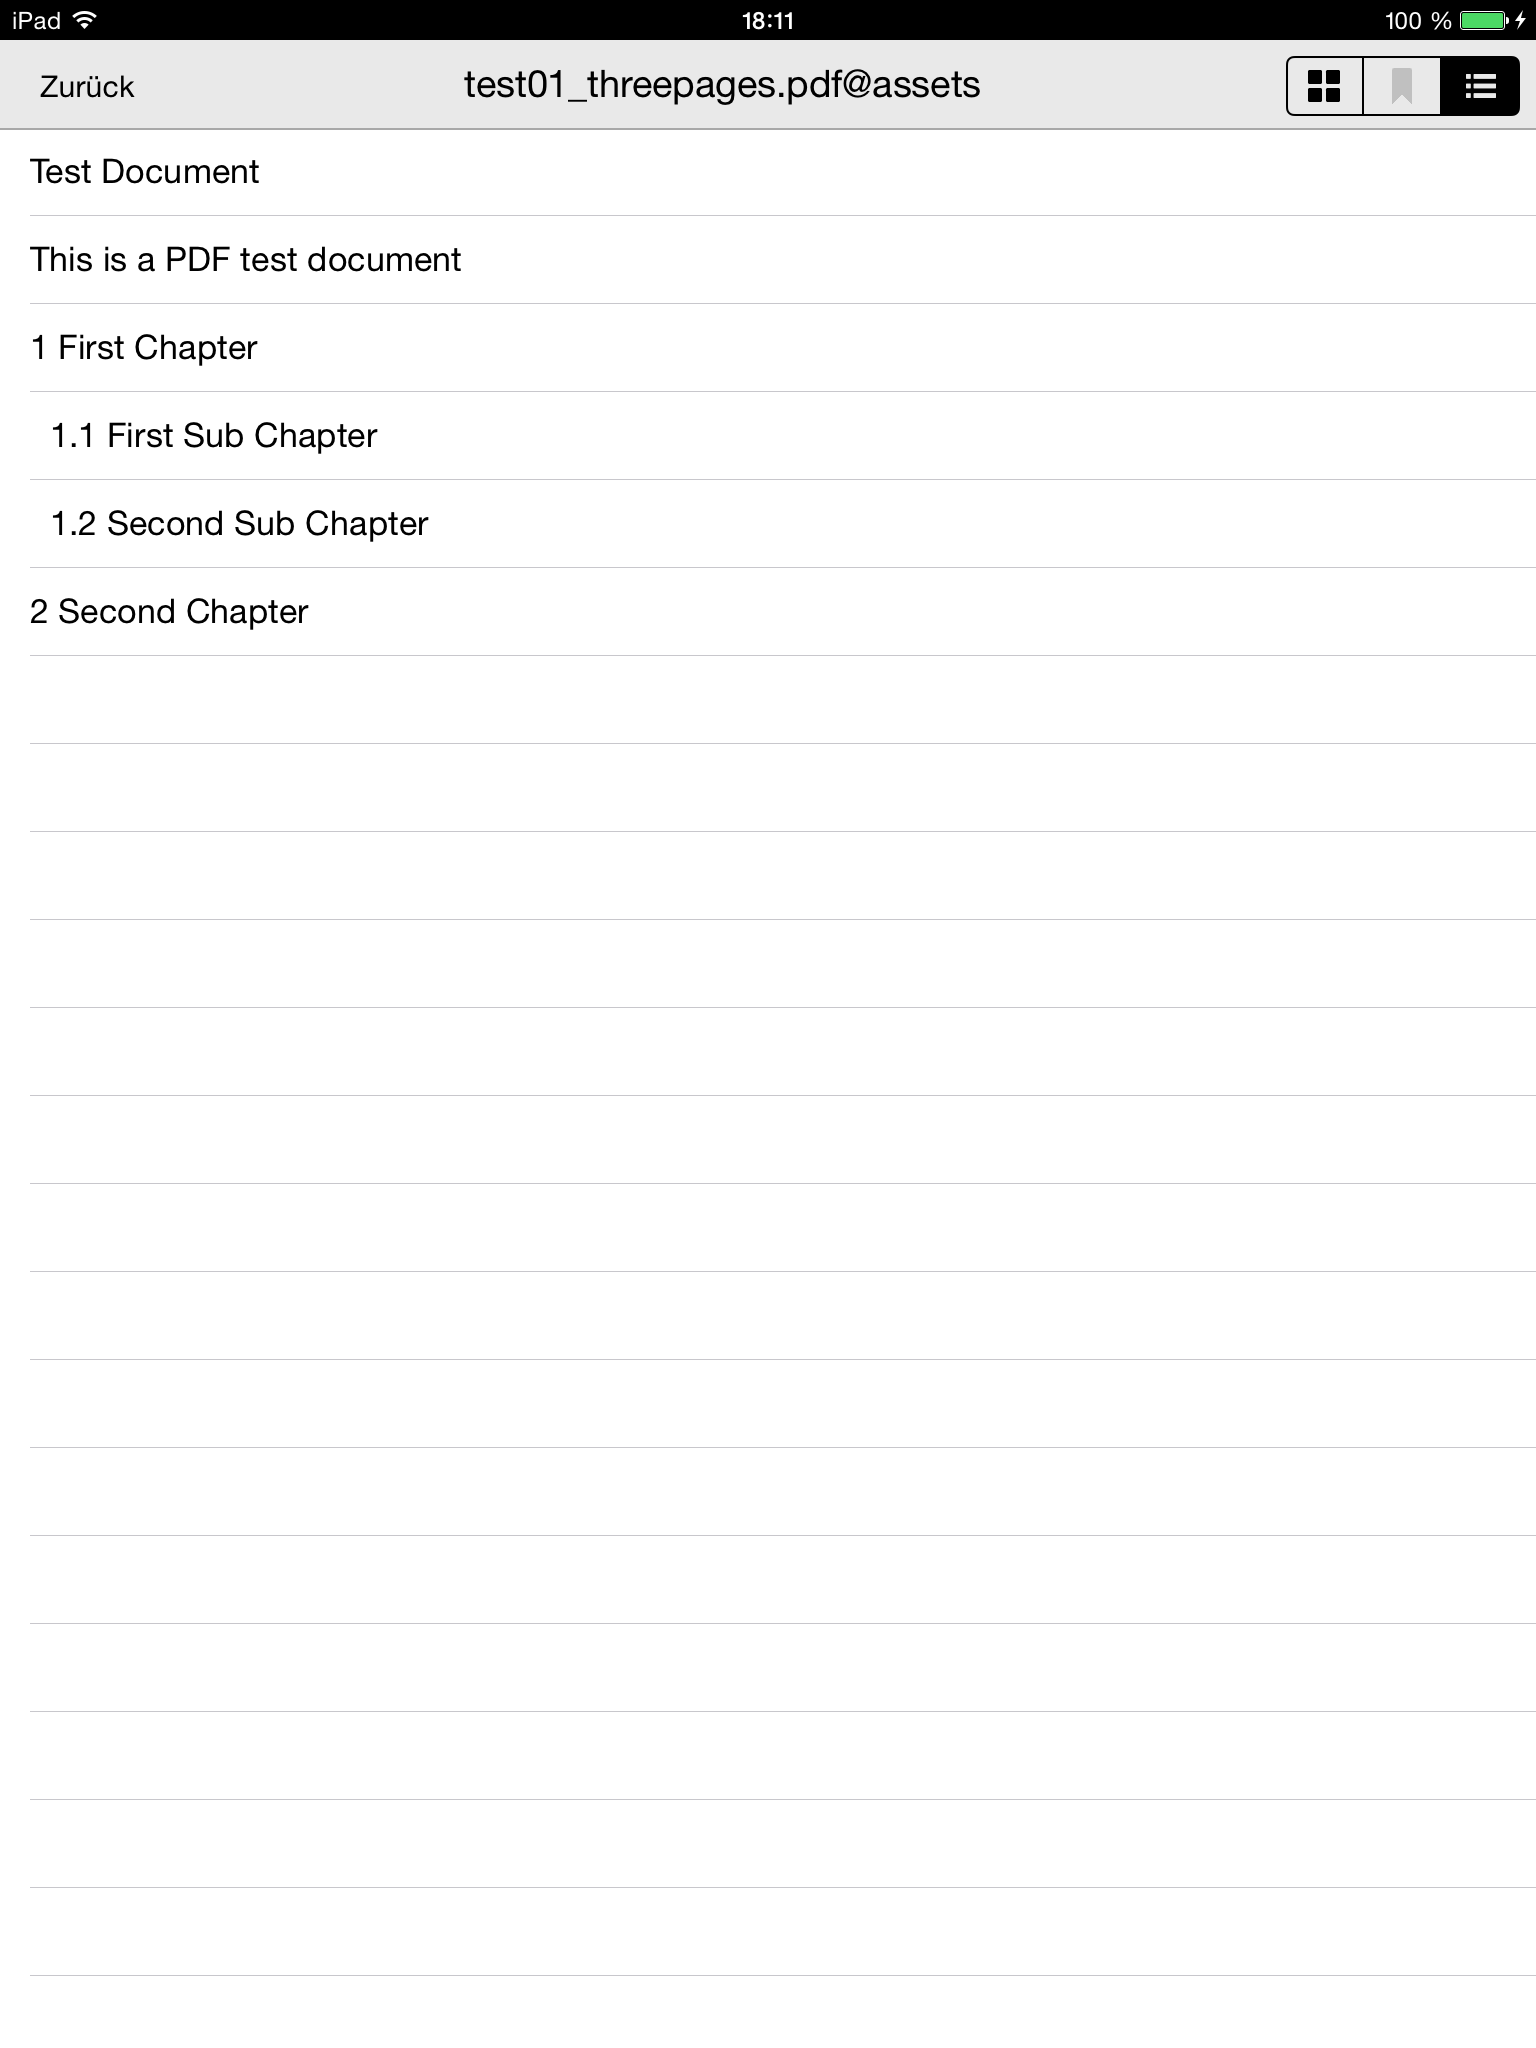 iPad 18:11 100 %
Zurück test01_threepages.pdf@assets
Test Document
This is a PDF test document
1 First Chapter
1.1 First Sub Chapter
1.2 Second Sub Chapter
2 Second Chapter